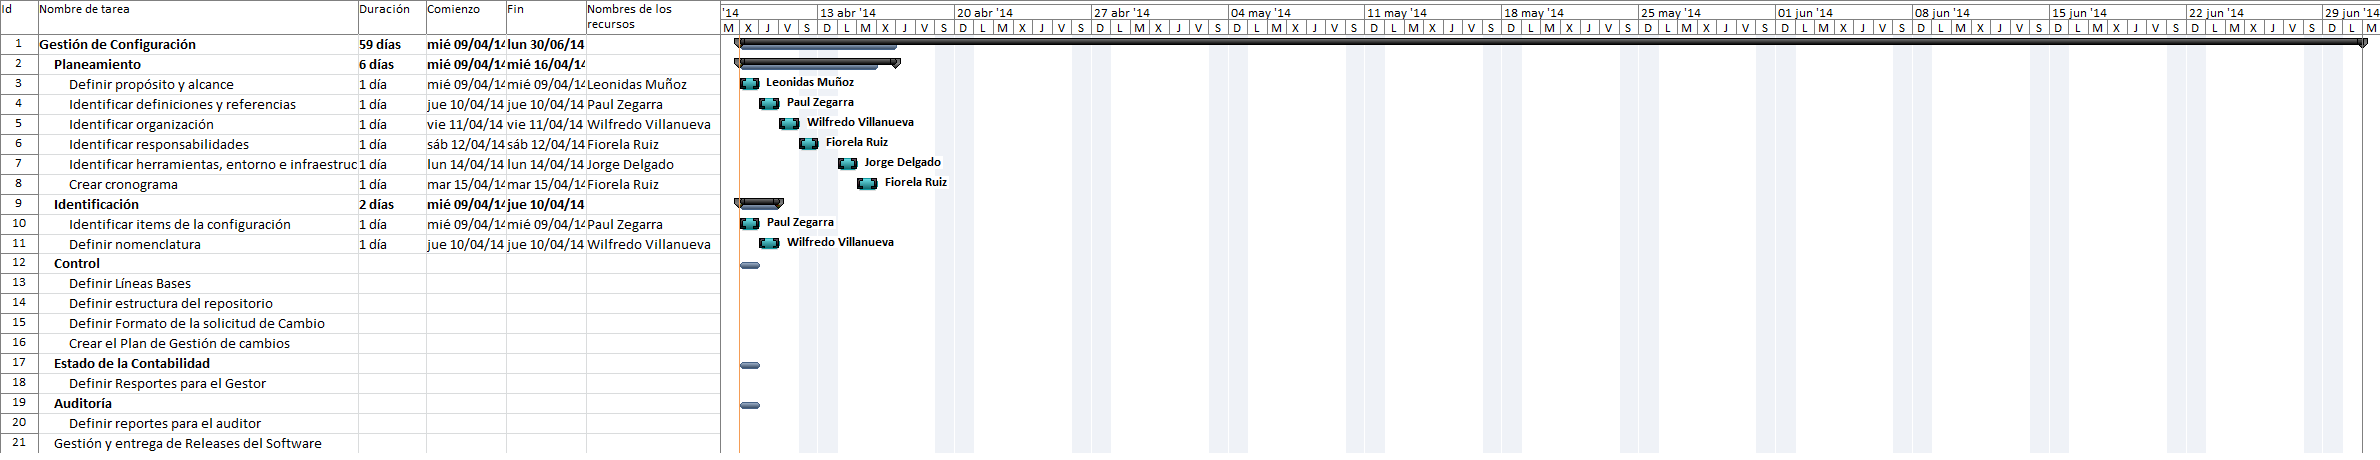 Id Nombre de tarea Duración Comienzo Fin Nombres de los recursos '14 13 abr '14 20 abr '14 27 abr '14 04 may '14 11 may '14 18 may '14 25 may '14 01 jun '14 08 jun '14 15 jun '14 22 jun '14 29 jun '14
M X J V S D L M X J V S D L M X J V S D L M X J V S D L M X J V S D L M X J V S D L M X J V S D L M X J V S D L M X J V S D L M X J V S D L M X J V S D L M X J V S D L M X J V S D L M
1 Gestión de Configuración 59 días mié 09/04/14 lun 30/06/14
2 Planeamiento 6 días mié 09/04/14 mié 16/04/14
3 Definir propósito y alcance 1 día mié 09/04/14 mié 09/04/14 Leonidas Muñoz Leonidas Muñoz
4 Identificar definiciones y referencias 1 día jue 10/04/14 jue 10/04/14 Paul Zegarra Paul Zegarra
5 Identificar organización 1 día vie 11/04/14 vie 11/04/14 Wilfredo Villanueva Wilfredo Villanueva
6 Identificar responsabilidades 1 día sáb 12/04/14 sáb 12/04/14 Fiorela Ruiz Fiorela Ruiz
7 Identificar herramientas, entorno e infraestruc 1 día lun 14/04/14 lun 14/04/14 Jorge Delgado Jorge Delgado
8 Crear cronograma 1 día mar 15/04/14 mar 15/04/14 Fiorela Ruiz Fiorela Ruiz
9 Identificación 2 días mié 09/04/14 jue 10/04/14
10 Identificar items de la configuración 1 día mié 09/04/14 mié 09/04/14 Paul Zegarra Paul Zegarra
11 Definir nomenclatura 1 día jue 10/04/14 jue 10/04/14 Wilfredo Villanueva Wilfredo Villanueva
12 Control
13 Definir Líneas Bases
14 Definir estructura del repositorio
15 Definir Formato de la solicitud de Cambio
16 Crear el Plan de Gestión de cambios
17 Estado de la Contabilidad
18 Definir Resportes para el Gestor
19 Auditoría
20 Definir reportes para el auditor
21 Gestión y entrega de Releases del Software